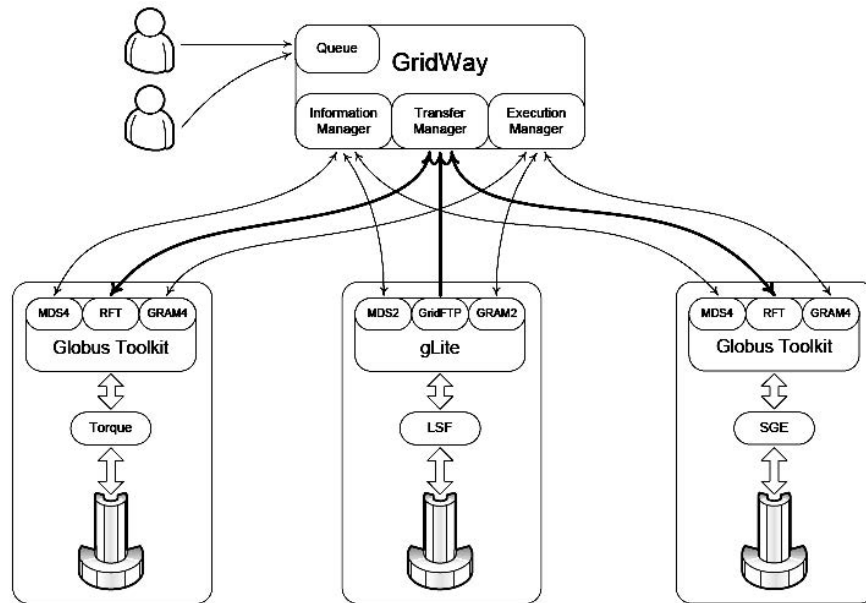 Queue
GridWay
Information
Manager
Transfer
Manager
Execution
Manager
MDS4
RFT
GRAM4
Globus Toolkit
Torque
MDS2
GridFTP
GRAM2
gLite
LSF
MDS4
RFT
GRAM4
Globus Toolkit
SGE